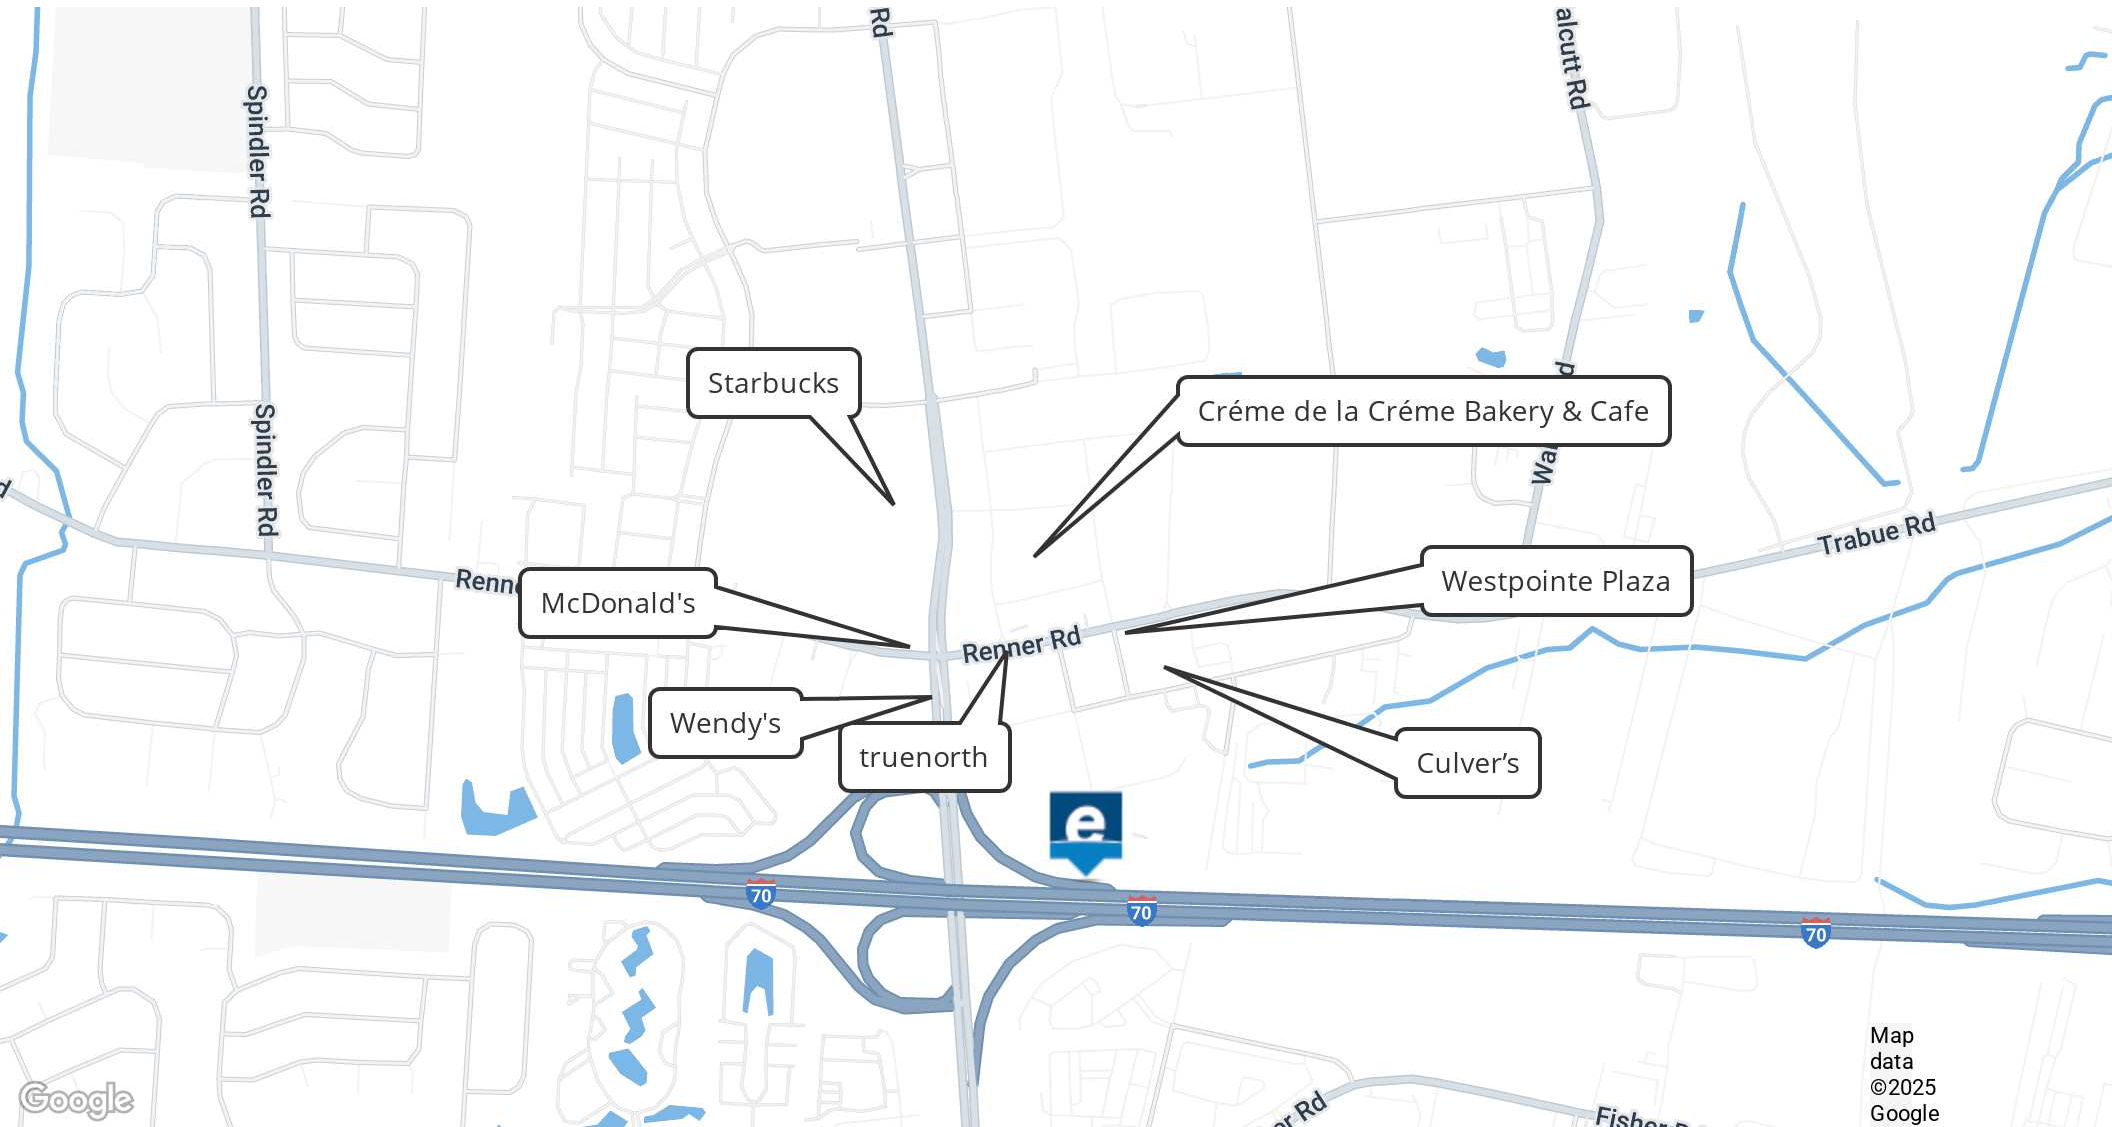 Rd
alcutt Rd
Spindler Rd
Starbucks
Créme de la Créme Bakery & Cafe
Spindler Rd
Trabue Rd
Westpointe Plaza
McDonald's
Renner Rd
Wendy's
truenorth
Culver’s
e
70
70
70
Map
data
©2025
Google
Google
Fisher